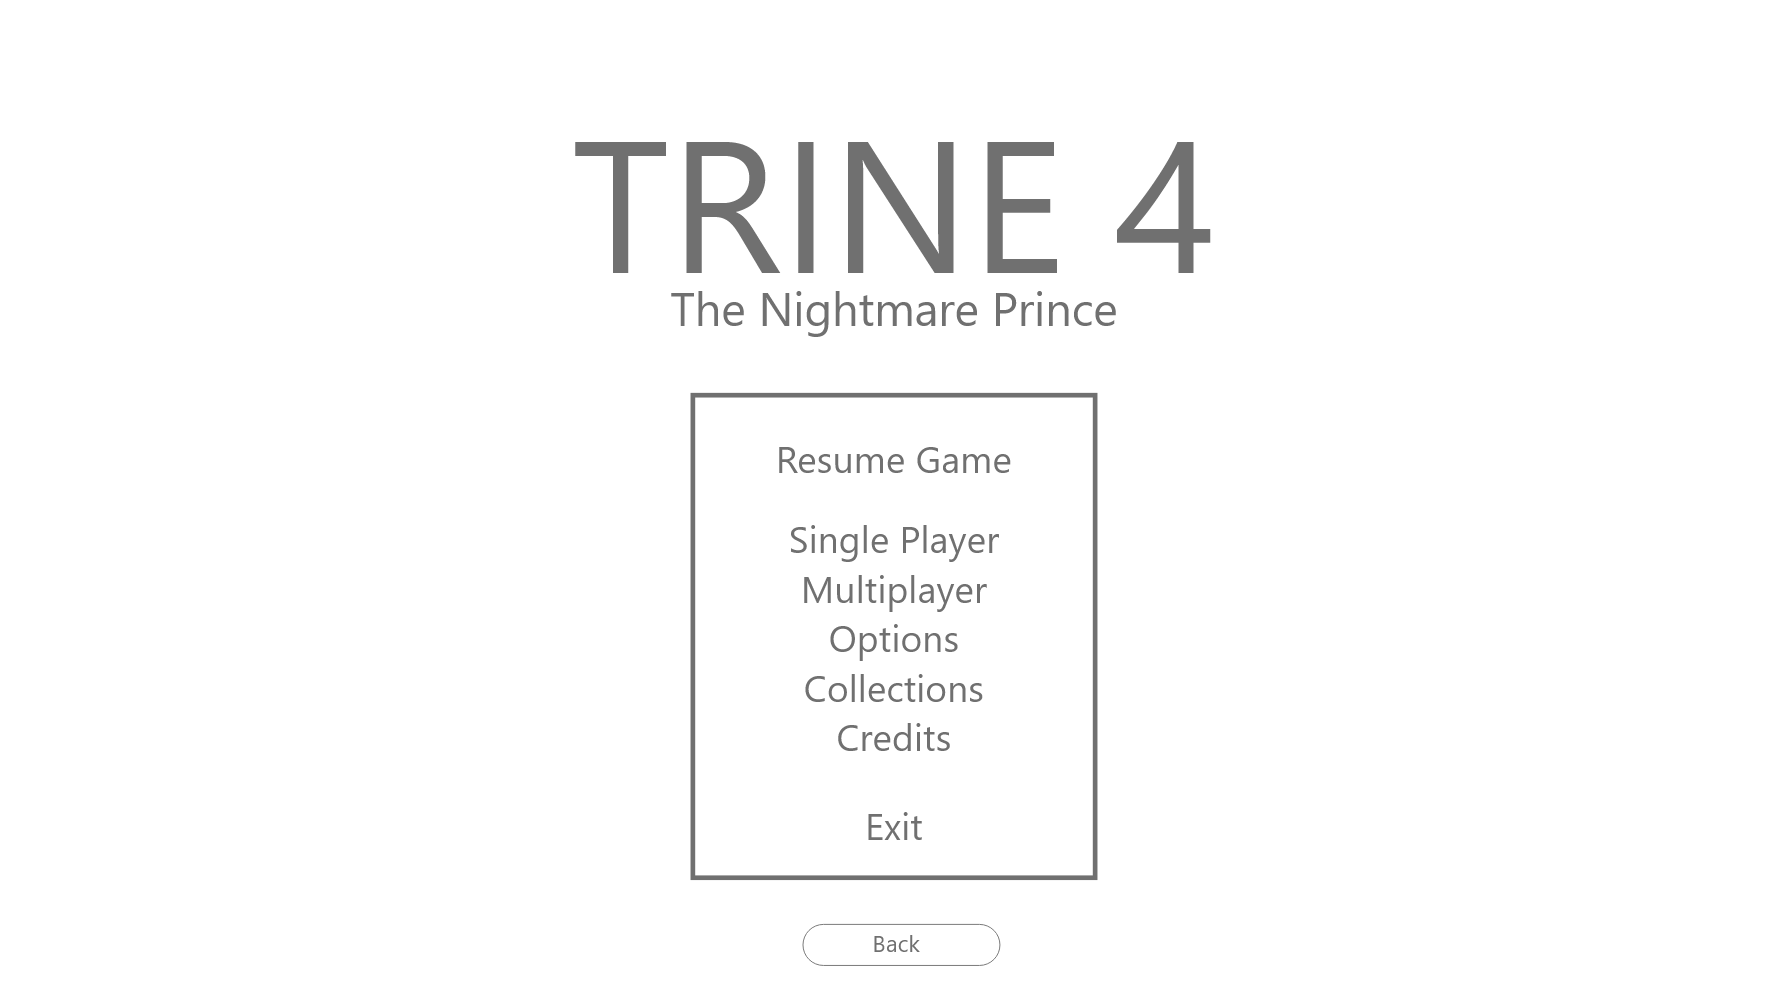 TRINE 4
The Nightmare Prince
Resume Game
Single Player
Multiplayer
Options
Collections
Credits
Exit
Back